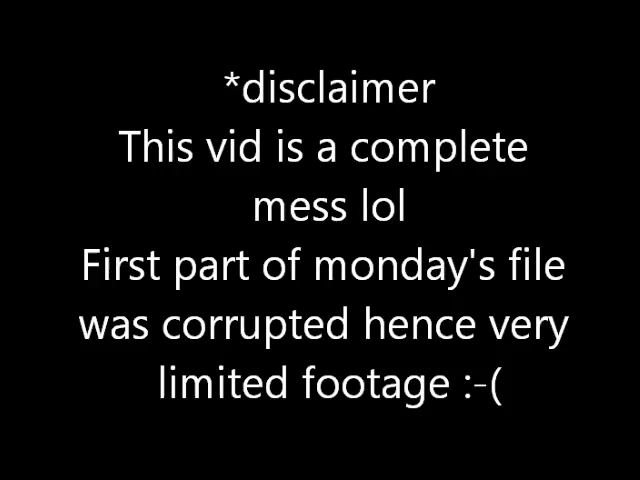 *disclaimer
This vid is a complete
mess lol
First part of monday's file
was corrupted hence very
limited footage :-(